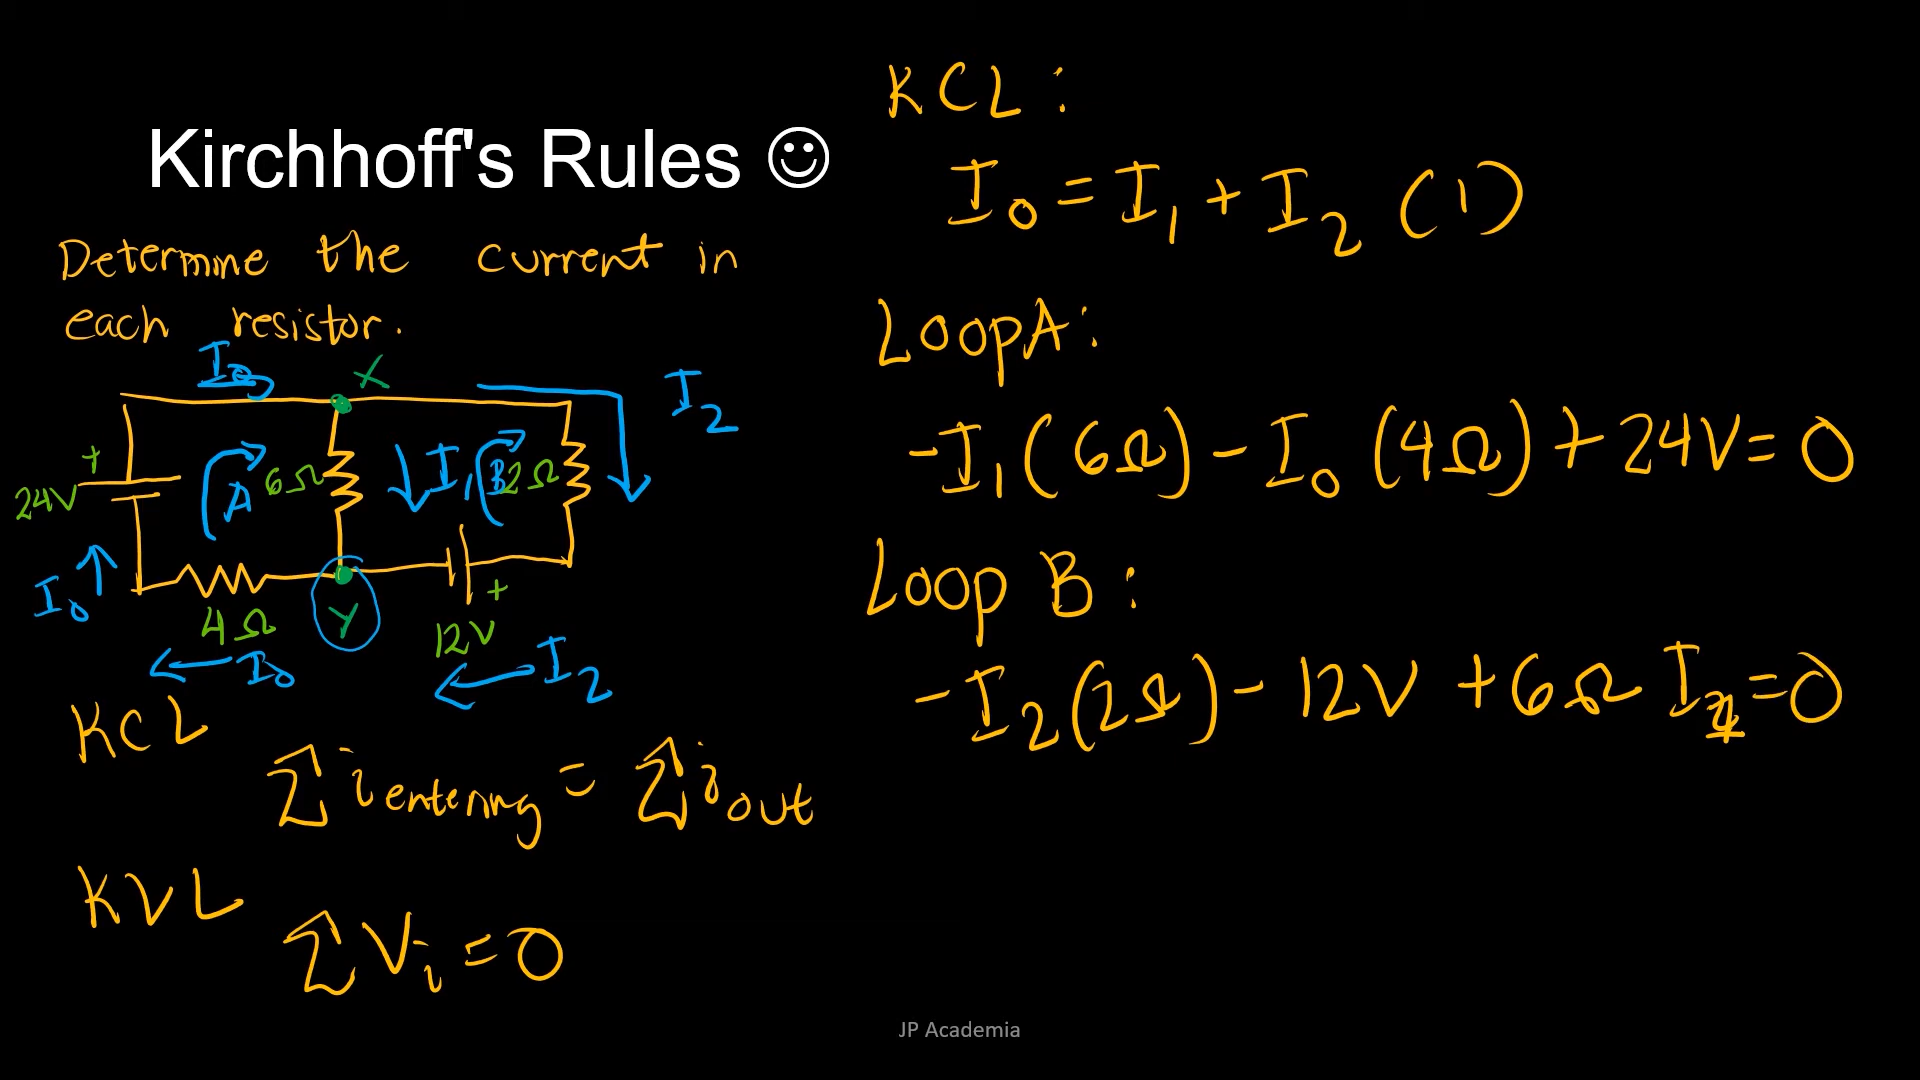 Kirchhoff's Rules ☺
Determine the current in
each resistor.
I₀
X
I₂
+
24V
A
6Ω
I₁
B
2Ω
I₀
4Ω
Y
12V
+
I₀
I₂
KCL
Σ i entering = Σ i out
KVL
Σ Vᵢ = 0
KCL:
I₀ = I₁ + I₂ (1)
Loop A:
-I₁(6Ω) - I₀(4Ω) + 24V = 0
Loop B:
-I₂(2Ω) - 12V + 6Ω I₁ = 0
JP Academia